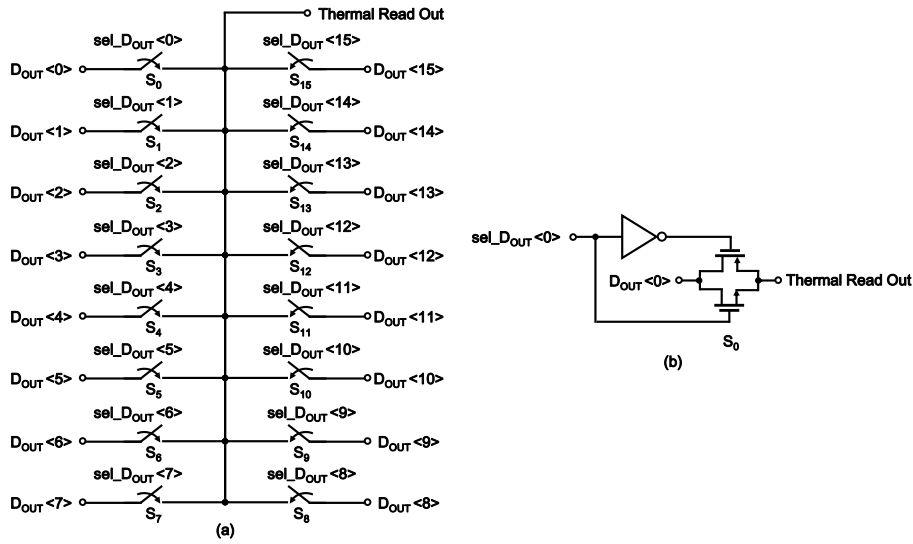 Thermal Read Out
sel_DOUT<0> sel_DOUT<15>
DOUT<0> S0 S15 DOUT<15>
sel_DOUT<1> sel_DOUT<14>
DOUT<1> S1 S14 DOUT<14>
sel_DOUT<2> sel_DOUT<13>
DOUT<2> S2 S13 DOUT<13>
sel_DOUT<3> sel_DOUT<12>
DOUT<3> S3 S12 DOUT<12>
sel_DOUT<4> sel_DOUT<11>
DOUT<4> S4 S11 DOUT<11>
sel_DOUT<5> sel_DOUT<10>
DOUT<5> S5 S10 DOUT<10>
sel_DOUT<6> sel_DOUT<9>
DOUT<6> S6 S9 DOUT<9>
sel_DOUT<7> sel_DOUT<8>
DOUT<7> S7 S8 DOUT<8>
(a)
sel_DOUT<0>
DOUT<0> Thermal Read Out
S0
(b)